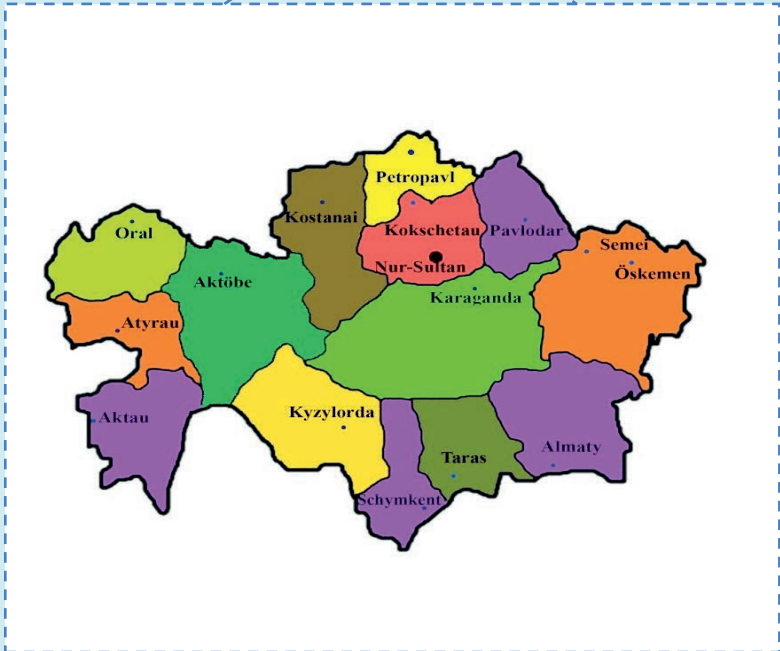 Petropavl
Kostanai
Kokschetau
Pavlodar
Oral
Semei
Nur-Sultan
Öskemen
Aktöbe
Karaganda
Atyrau
Kyzylorda
Aktau
Almaty
Taras
Schymkent